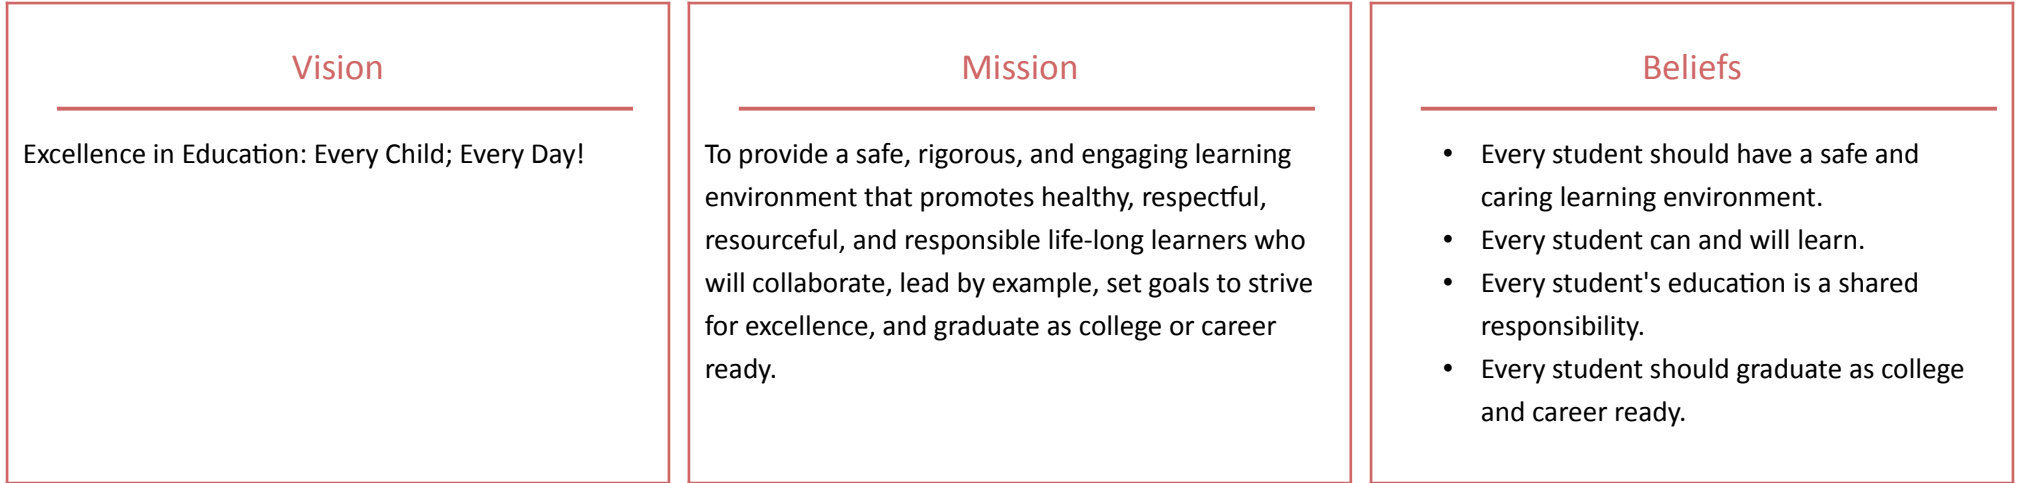 Vision
Excellence in Education: Every Child; Every Day!
Mission
To provide a safe, rigorous, and engaging learning
environment that promotes healthy, respectful,
resourceful, and responsible life-long learners who
will collaborate, lead by example, set goals to strive
for excellence, and graduate as college or career
ready.
Beliefs
• Every student should have a safe and
caring learning environment.
• Every student can and will learn.
• Every student's education is a shared
responsibility.
• Every student should graduate as college
and career ready.